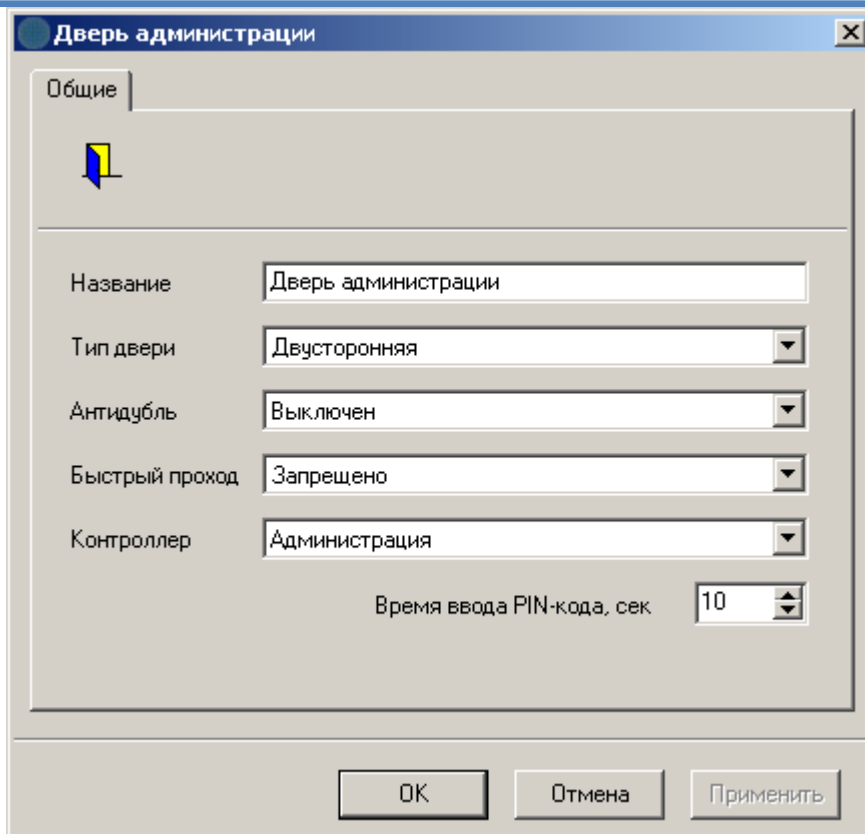 Дверь администрации
Общие
Название Дверь администрации
Тип двери Двусторонняя
Антидубль Выключен
Быстрый проход Запрещено
Контроллер Администрация
Время ввода PIN-кода, сек 10
OK Отмена Применить